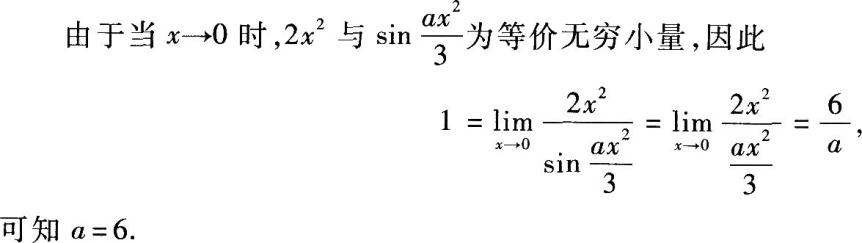 由于当 x→0 时,2x² 与 sin ax²/3 为等价无穷小量,因此
1 = lim_{x→0} 2x²/(sin ax²/3) = lim_{x→0} 2x²/(ax²/3) = 6/a,
可知 a=6.